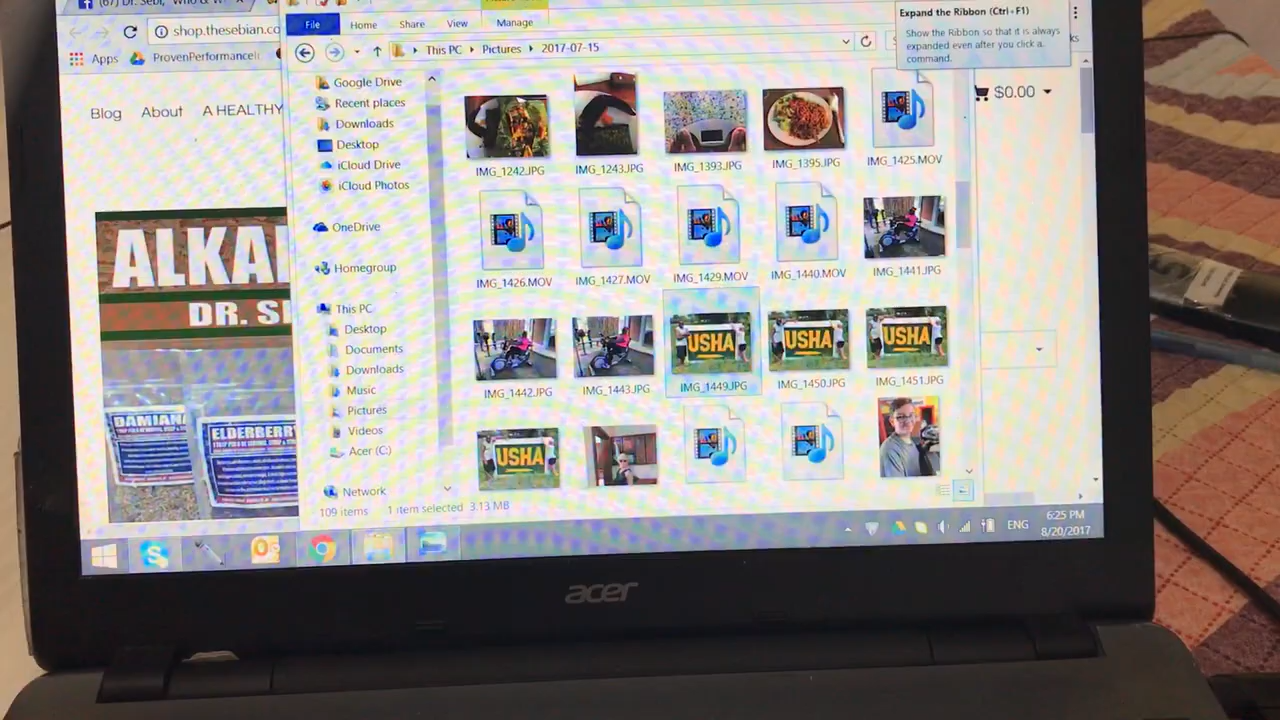 (67) Dr. Sebi, "Who & W
File
Home
Share
View
Manage
Expand the Ribbon (Ctrl+F1)
Show the Ribbon so that it is always
expanded even after you click a
command.
shop.thesebian.co
This PC
Pictures
2017-07-15
Apps
ProvenPerformanceIn
Blog
About
A HEALTHY
$0.00
Google Drive
Recent places
Downloads
Desktop
iCloud Drive
iCloud Photos
OneDrive
Homegroup
This PC
Desktop
Documents
Downloads
Music
Pictures
Videos
Acer (C:)
Network
109 items
1 item selected 3.13 MB
IMG_1242.JPG
IMG_1243.JPG
IMG_1393.JPG
IMG_1395.JPG
IMG_1425.MOV
IMG_1426.MOV
IMG_1427.MOV
IMG_1429.MOV
IMG_1440.MOV
IMG_1441.JPG
USHA
USHA
USHA
IMG_1442.JPG
IMG_1443.JPG
IMG_1449.JPG
IMG_1450.JPG
IMG_1451.JPG
USHA
ALKA
DR. S
DAMIAN
ELDERBERRY
ENG
6:25 PM
8/20/2017
acer